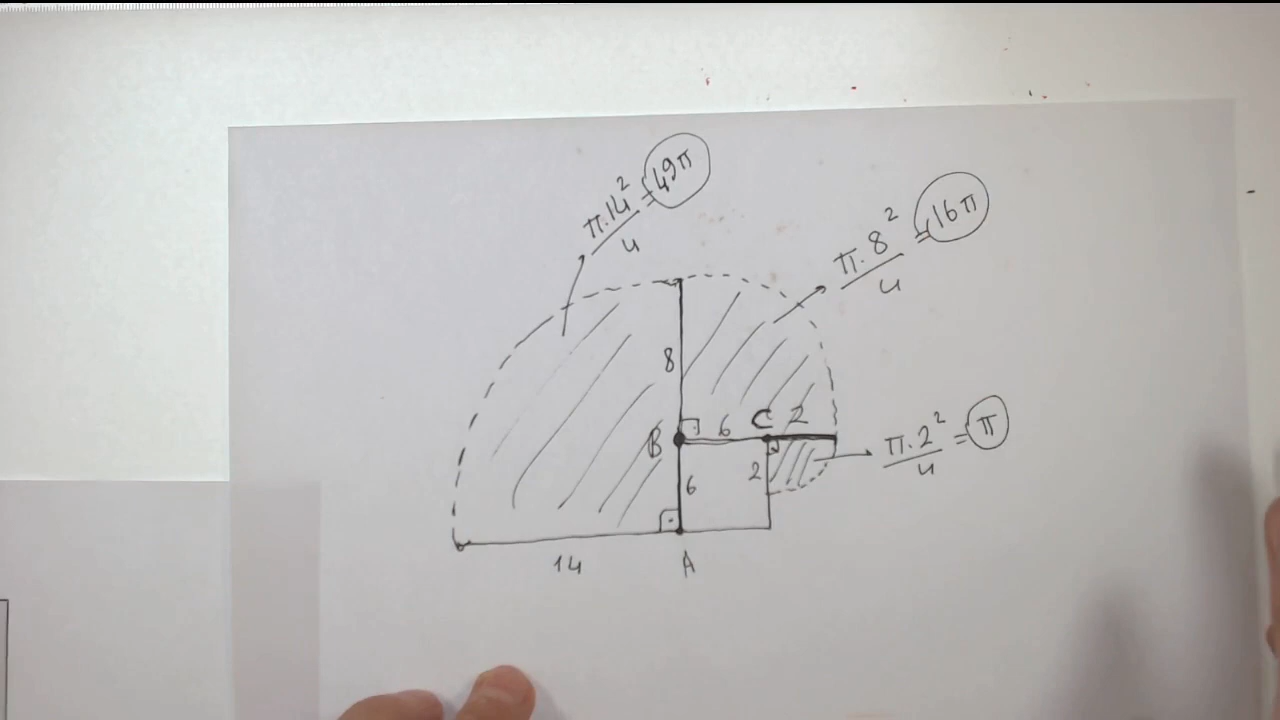 π.14²/4 = 49π
π.8²/4 = 16π
8
B 6 C 2
π.2²/4 = π
6 2
14 A